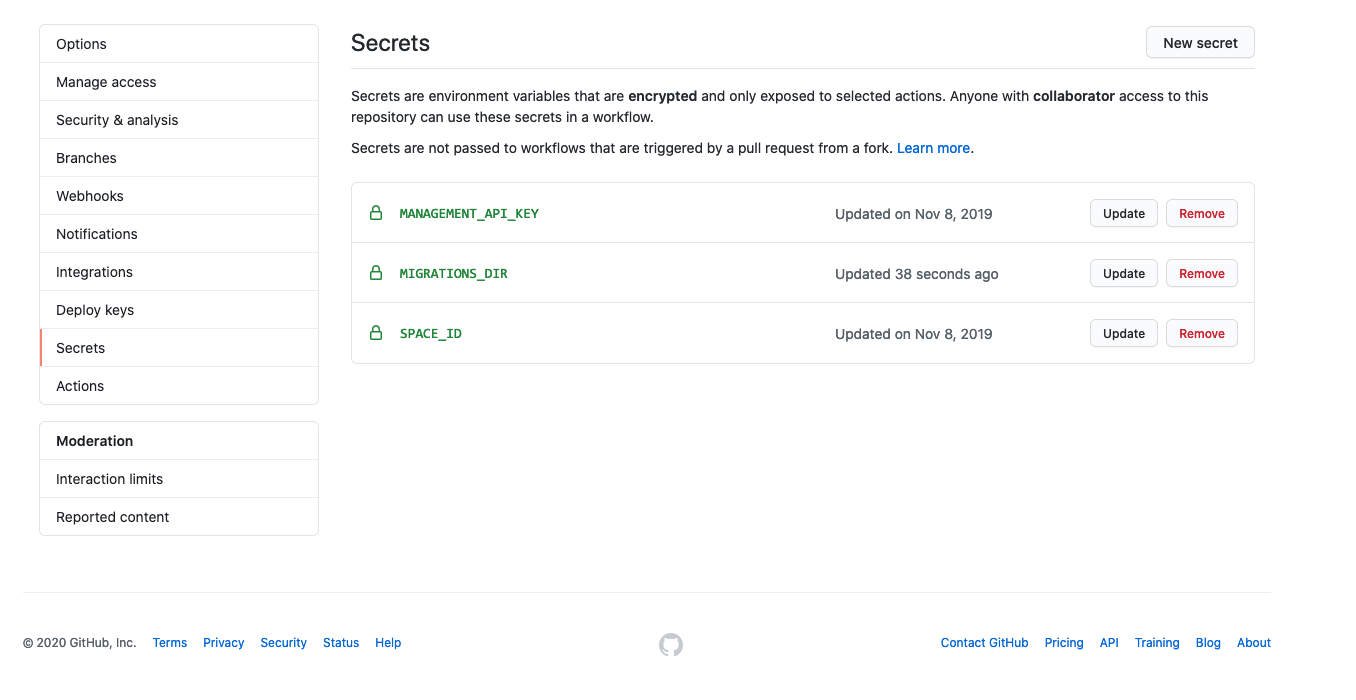 Options
Manage access
Security & analysis
Branches
Webhooks
Notifications
Integrations
Deploy keys
Secrets
Actions
Moderation
Interaction limits
Reported content
Secrets
New secret
Secrets are environment variables that are encrypted and only exposed to selected actions. Anyone with collaborator access to this
repository can use these secrets in a workflow.
Secrets are not passed to workflows that are triggered by a pull request from a fork. Learn more.
MANAGEMENT_API_KEY Updated on Nov 8, 2019 Update Remove
MIGRATIONS_DIR Updated 38 seconds ago Update Remove
SPACE_ID Updated on Nov 8, 2019 Update Remove
© 2020 GitHub, Inc. Terms Privacy Security Status Help Contact GitHub Pricing API Training Blog About